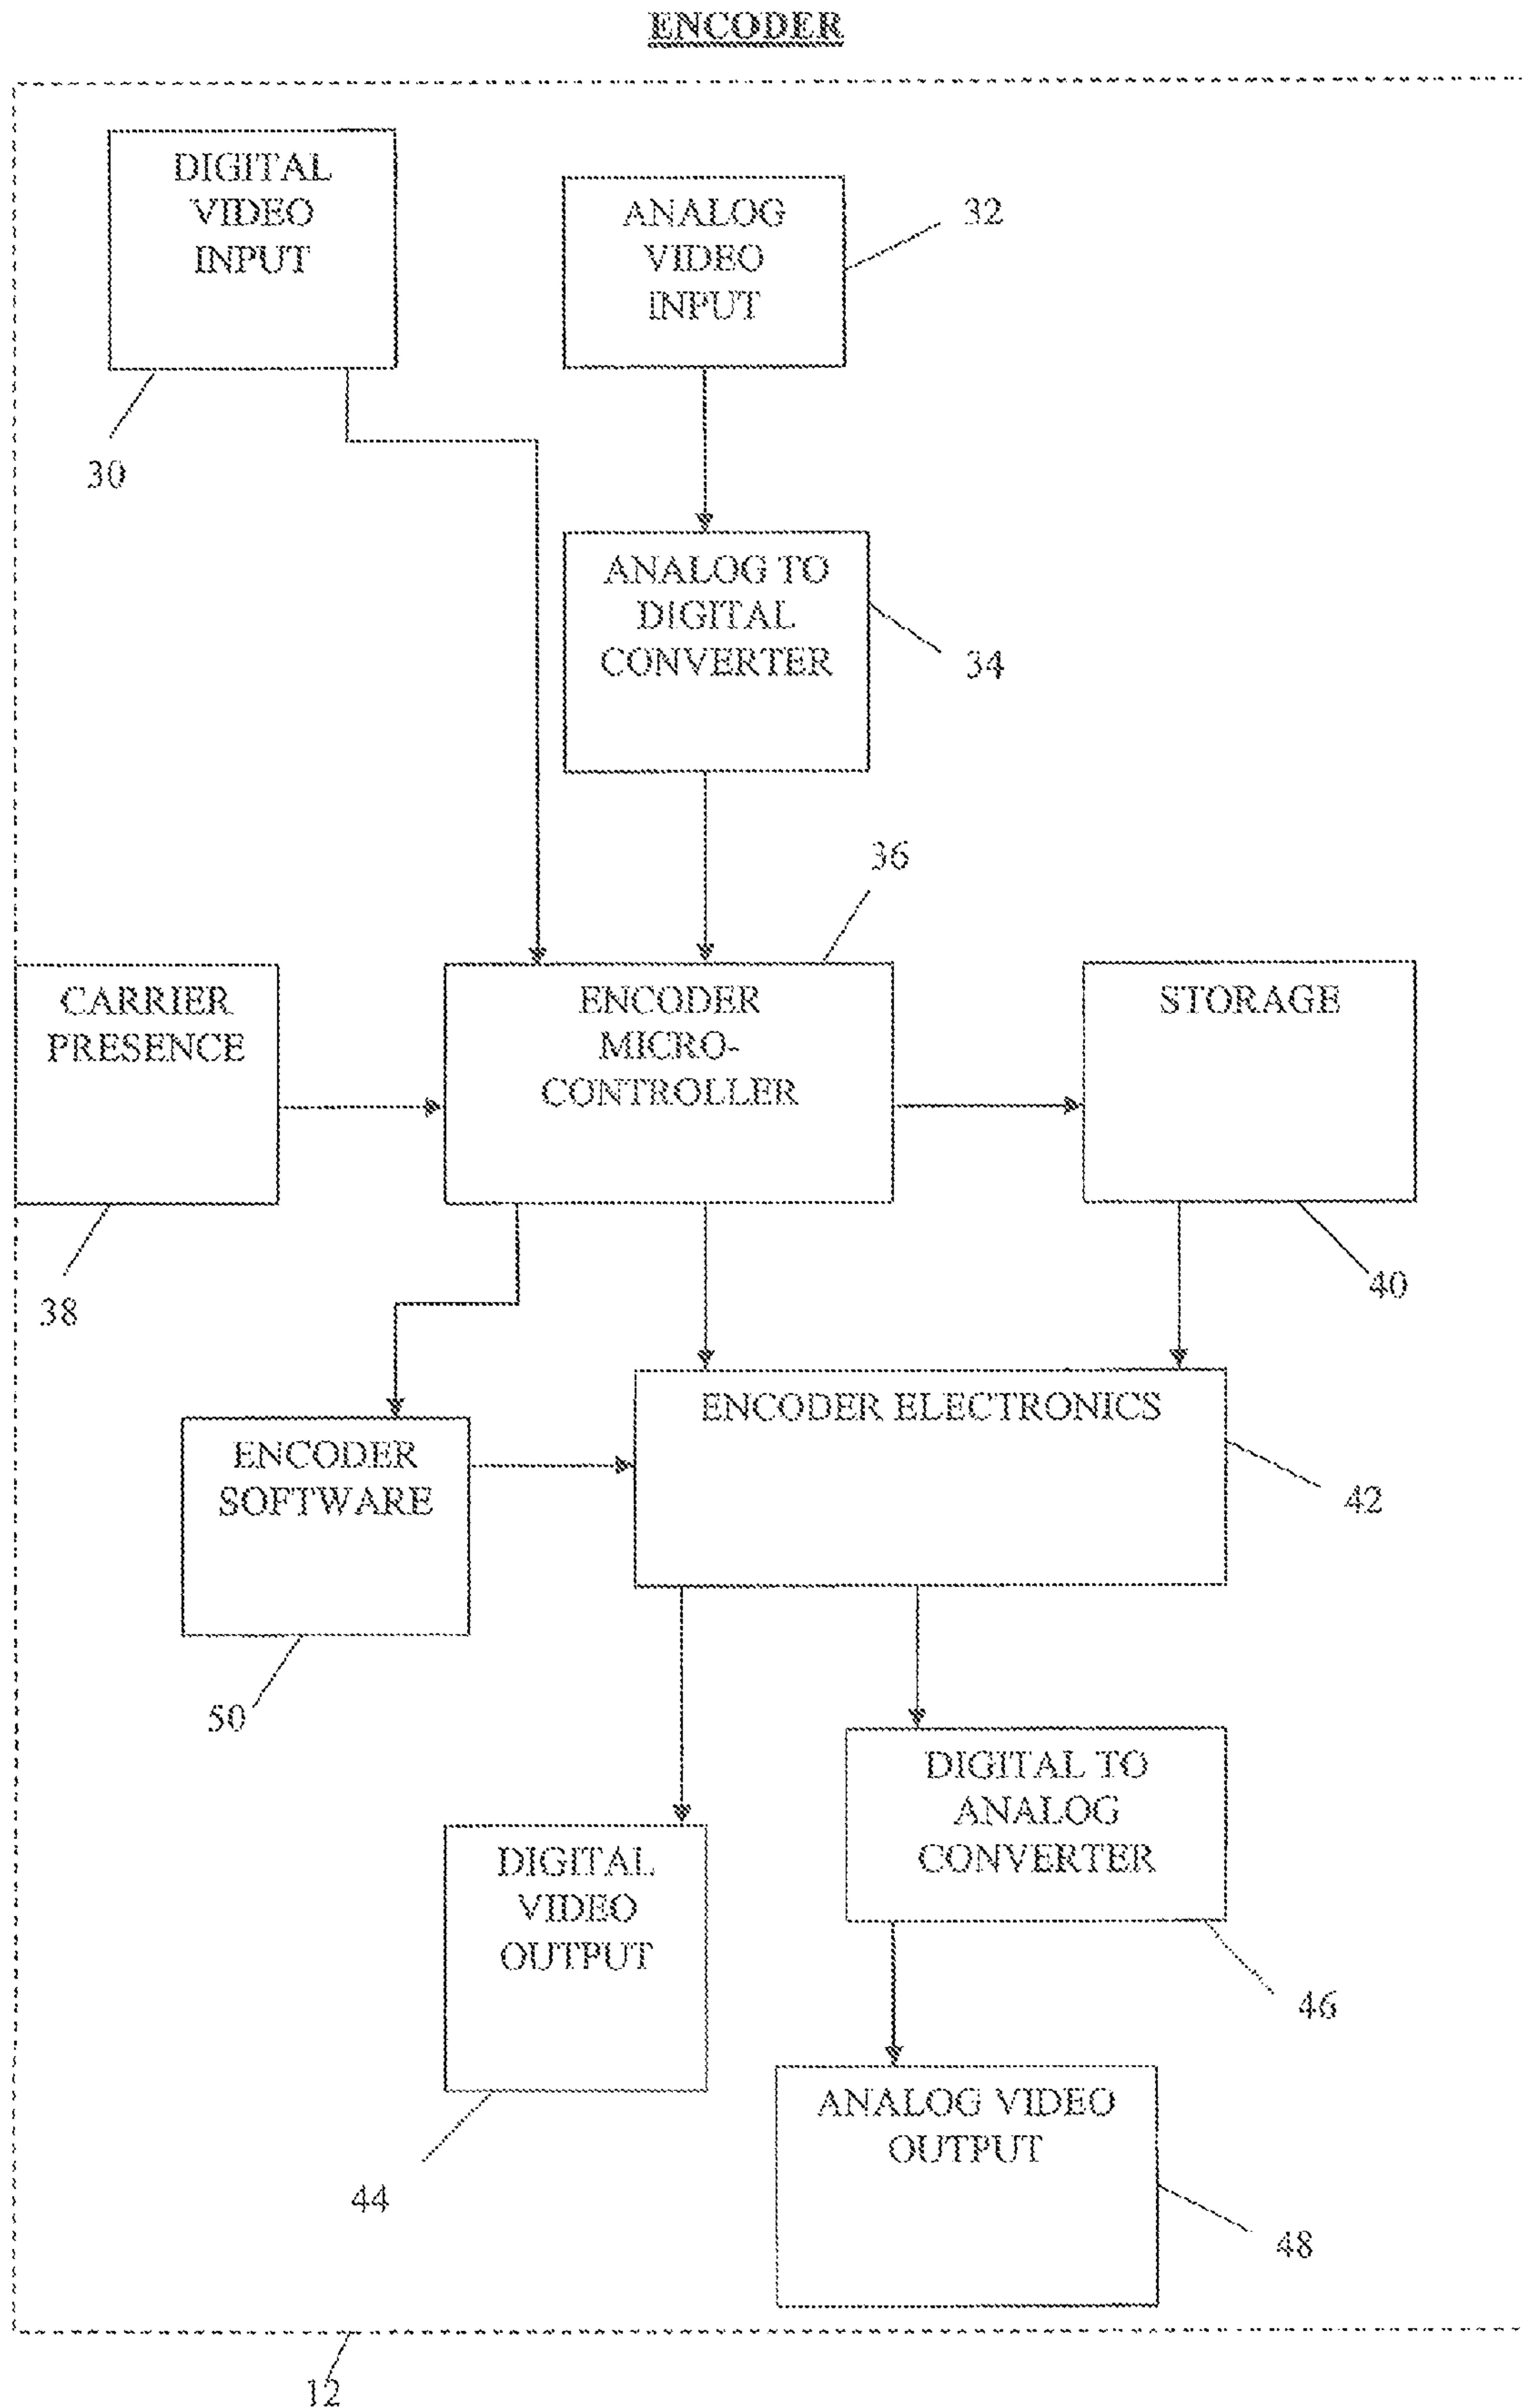 ENCODER
DIGITAL
VIDEO
INPUT
30
ANALOG
VIDEO
INPUT
32
ANALOG TO
DIGITAL
CONVERTER
34
36
CARRIER
PRESENCE
38
ENCODER
MICRO-
CONTROLLER
STORAGE
40
ENCODER
SOFTWARE
50
ENCODER ELECTRONICS
42
DIGITAL
VIDEO
OUTPUT
44
DIGITAL TO
ANALOG
CONVERTER
46
ANALOG VIDEO
OUTPUT
48
12